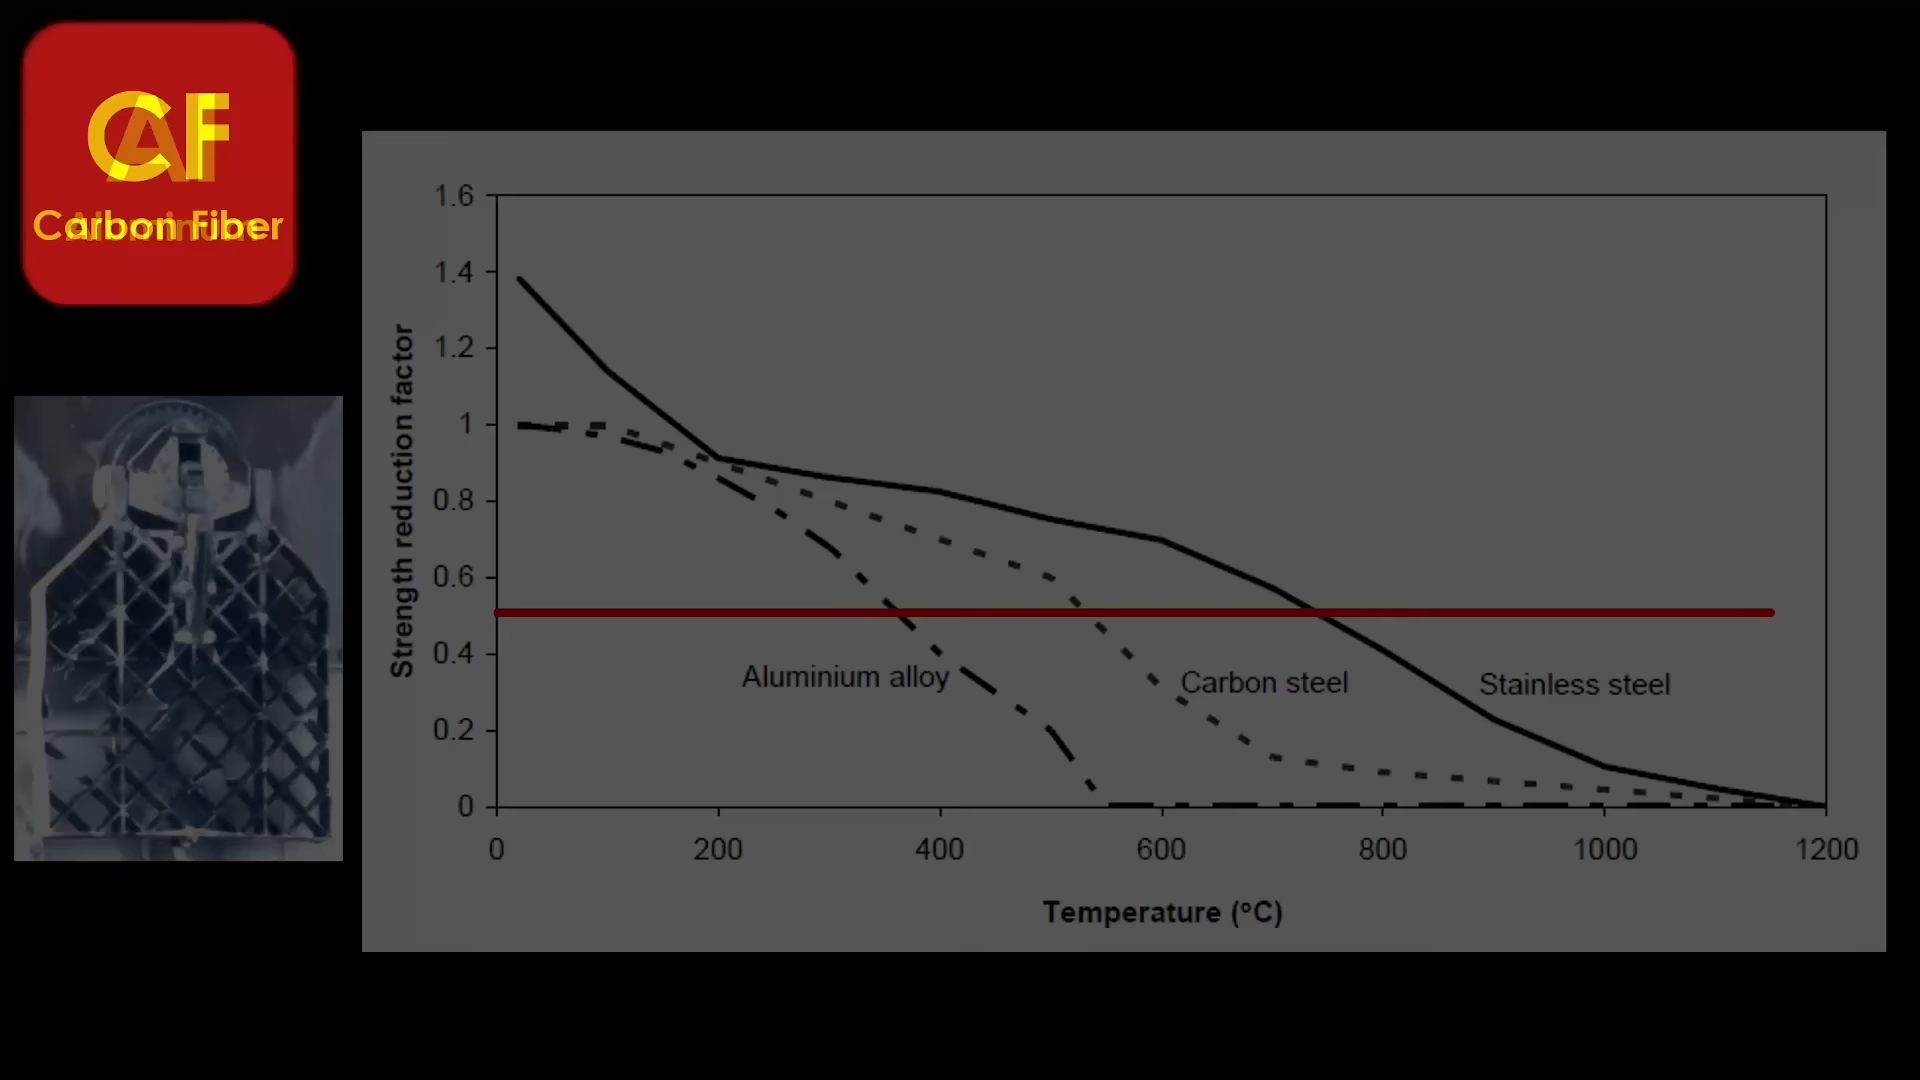 CF
Carbon Fiber
1.6
1.4
1.2
1
0.8
0.6
0.4
0.2
0
Strength reduction factor
Aluminium alloy
Carbon steel
Stainless steel
0 200 400 600 800 1000 1200
Temperature (°C)